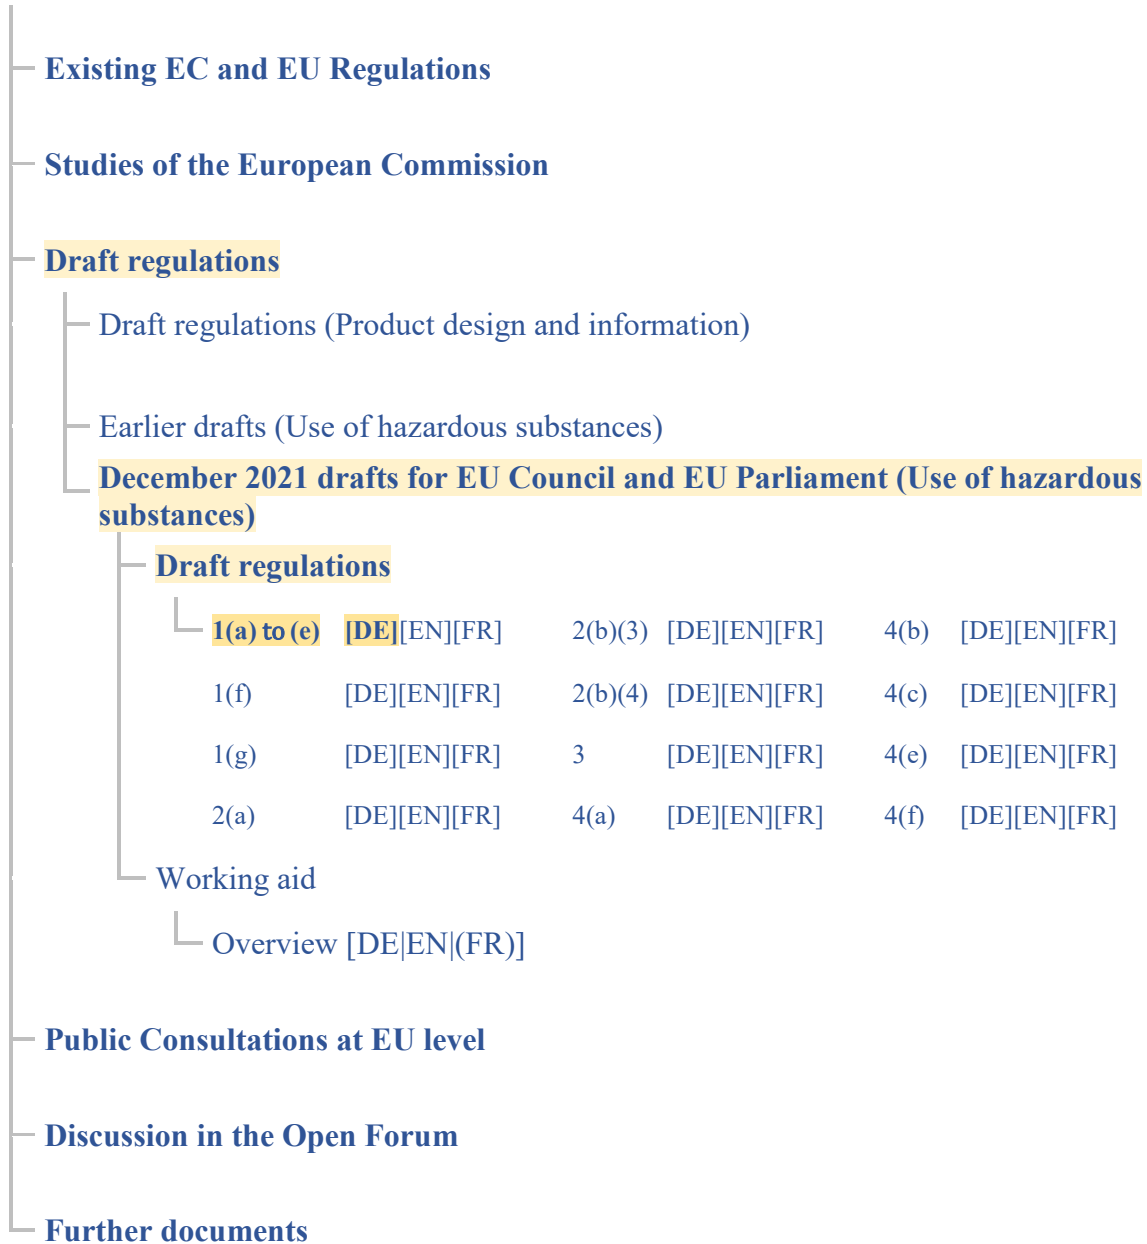 Existing EC and EU Regulations
Studies of the European Commission
Draft regulations
Draft regulations (Product design and information)
Earlier drafts (Use of hazardous substances)
December 2021 drafts for EU Council and EU Parliament (Use of hazardous
substances)
Draft regulations
1(a) to (e) [DE][EN][FR] 2(b)(3) [DE][EN][FR] 4(b) [DE][EN][FR]
1(f) [DE][EN][FR] 2(b)(4) [DE][EN][FR] 4(c) [DE][EN][FR]
1(g) [DE][EN][FR] 3 [DE][EN][FR] 4(e) [DE][EN][FR]
2(a) [DE][EN][FR] 4(a) [DE][EN][FR] 4(f) [DE][EN][FR]
Working aid
Overview [DE|EN|(FR)]
Public Consultations at EU level
Discussion in the Open Forum
Further documents